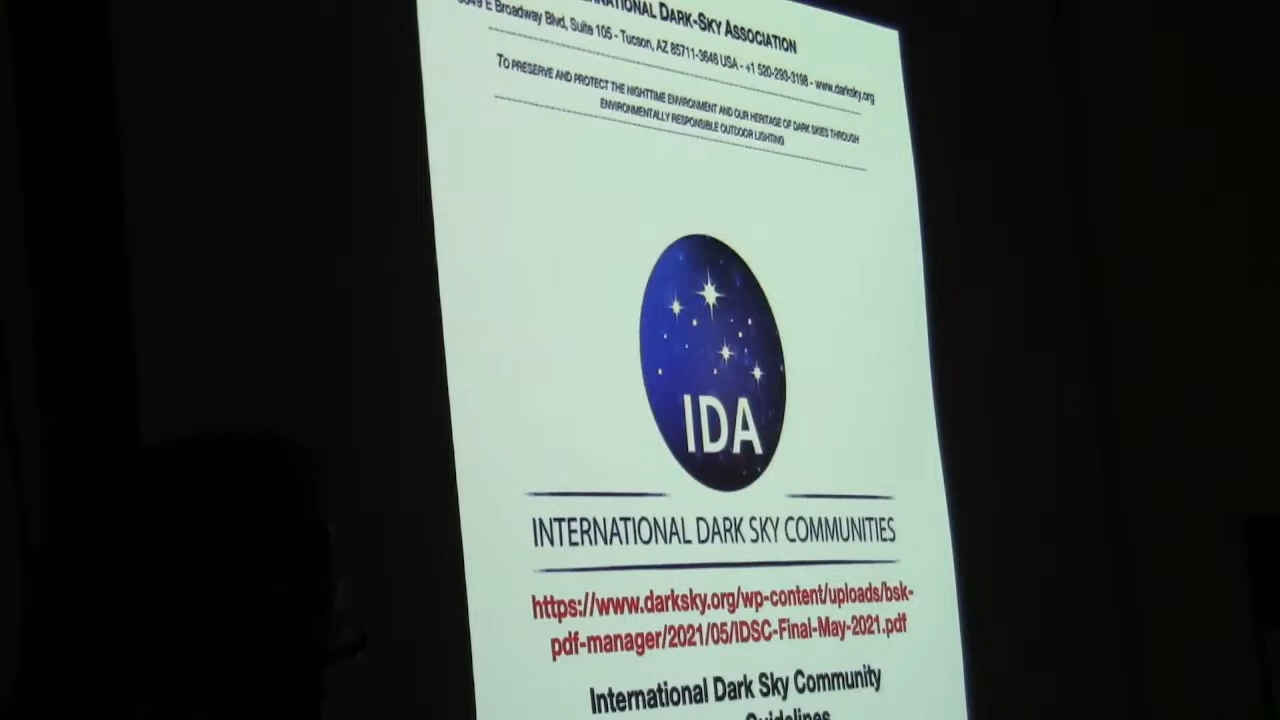 INTERNATIONAL DARK-SKY ASSOCIATION
E Broadway Blvd, Suite 105 - Tucson, AZ 85711-3646 USA - +1 520-293-3198 - www.darksky.org
TO PRESERVE AND PROTECT THE NIGHTTIME ENVIRONMENT AND OUR HERITAGE OF DARK SKIES THROUGH
ENVIRONMENTALLY RESPONSIBLE OUTDOOR LIGHTING
IDA
INTERNATIONAL DARK SKY COMMUNITIES
https://www.darksky.org/wp-content/uploads/bsk-
pdf-manager/2021/05/IDSC-Final-May-2021.pdf
International Dark Sky Community
Guidelines